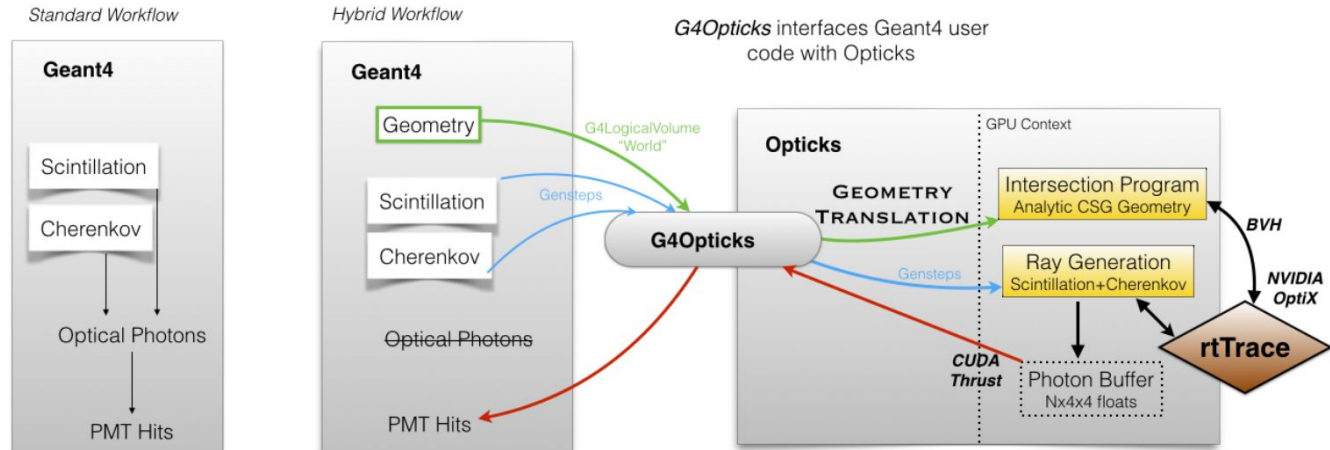 Standard Workflow
Geant4
Scintillation
Cherenkov
Optical Photons
PMT Hits
Hybrid Workflow
Geant4
Geometry
Scintillation
Cherenkov
Optical Photons
PMT Hits
G4LogicalVolume
"World"
Gensteps
G4Opticks interfaces Geant4 user
code with Opticks
G4Opticks
Opticks
GPU Context
GEOMETRY
TRANSLATION
Gensteps
Intersection Program
Analytic CSG Geometry
Ray Generation
Scintillation+Cherenkov
BVH
NVIDIA
OptiX
rtTrace
CUDA
Thrust
Photon Buffer
Nx4x4 floats